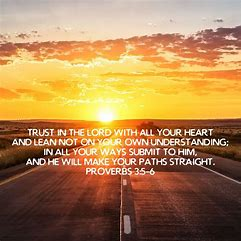 TRUST IN THE LORD WITH ALL YOUR HEART
AND LEAN NOT ON YOUR OWN UNDERSTANDING;
IN ALL YOUR WAYS SUBMIT TO HIM,
AND HE WILL MAKE YOUR PATHS STRAIGHT.
PROVERBS 3:5-6